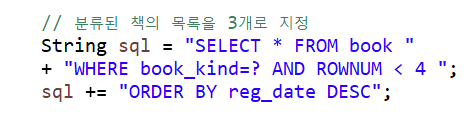 // 분류된 책의 목록을 3개로 지정
String sql = "SELECT * FROM book "
+ "WHERE book_kind=? AND ROWNUM < 4 ";
sql += "ORDER BY reg_date DESC";